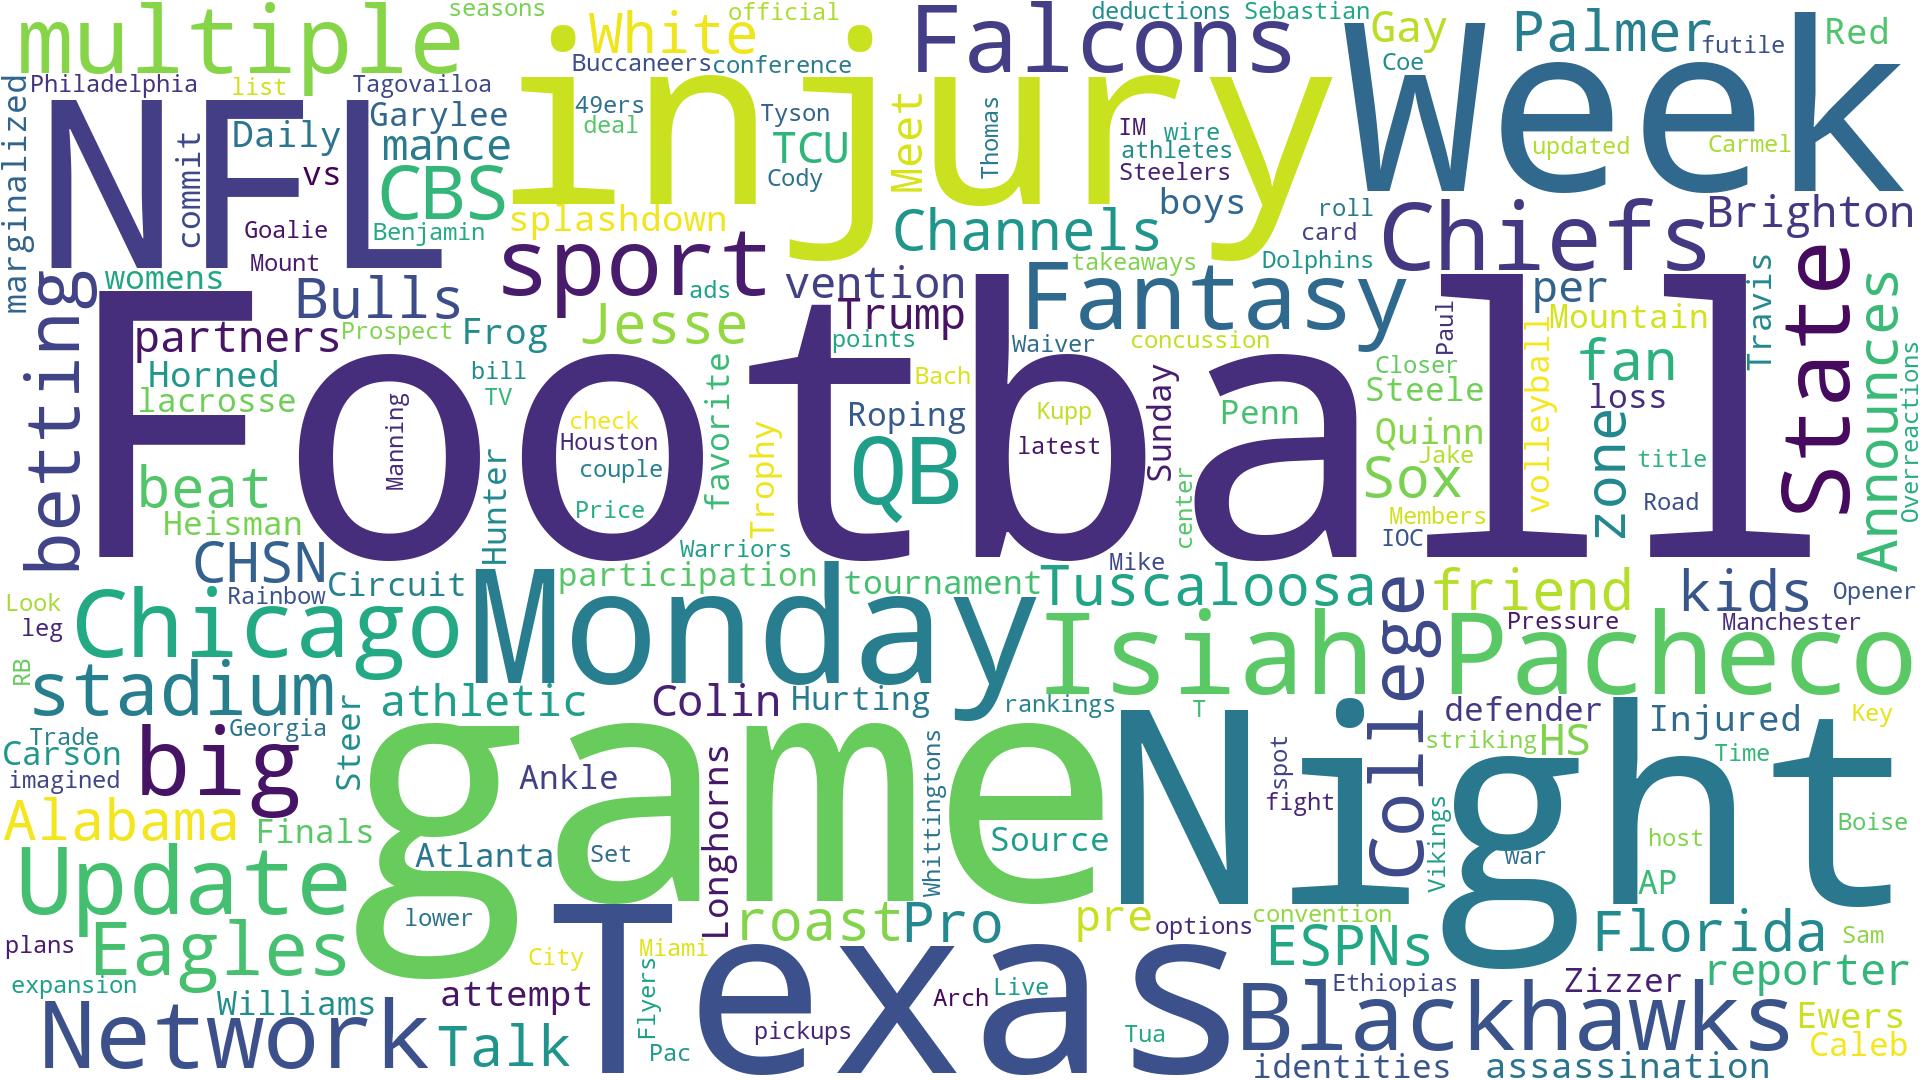 multiple
seasons
injury
White
official
Falcons
deductions
Sebastian
Gay
Week
Palmer
futile
Red
Coe
Philadelphia
list
Tagovailoa
Buccaneers
conference
marginalized
NFL
commit
Daily
Garylee
mance
vs
CBS
49ers
deal
Tyson
TCU
Cody
Meet
Thomas
IM
wire
athletes
Steelers
boys
updated
Carmel
Goalie
Mount
Benjamin
splashdown
sport
Channels
roll
card
Chiefs
Brighton
betting
womens
Bulls
ads
vention
takeaways
Dolphins
Fantasy
per
Travis
State
Announces
partners
Prospect
Frog
Jesse
Trump
points
Waiver
concussion
Paul
volleyball
Mountain
fan
Overreactions
Football
Horned
lacrosse
bill
TV
favorite
Bach
Closer
Steele
loss
Manning
check
Houston
couple
Price
Trophy
Roping
QB
Kupp
latest
Sunday
Penn
Quinn
Jake
Sox
zone
title
Road
beat
Heisman
Hunter
center
Members
IOC
CHSN
Rainbow
Circuit
Warriors
participation
tournament
Mike
Tuscaloosa
College
friend
kids
Opener
Look
leg
Chicago
Monday
Isiah
Pacheco
Pressure
Manchester
RB
stadium
athletic
Colin
Hurting
rankings
T
defender
Injured
Key
Trade
Georgia
Steer
Carson
imagined
big
game
Ankle
Longhorns
Whittingtons
Night
spot
fight
striking
HS
Time
Alabama
Finals
Atlanta
Set
Source
Vikings
war
host
Boise
AP
Update
lower
roast
Pro
pre
options
convention
ESPNs
Florida
Sam
plans
Eagles
City
Miami
Texas
expansion
Williams
attempt
Flyers
Arch
Live
Ethiopias
Zizzer
reporter
Network
Talk
Pac
pickups
Tua
Blackhawks
Ewers
Caleb
identities
assassination